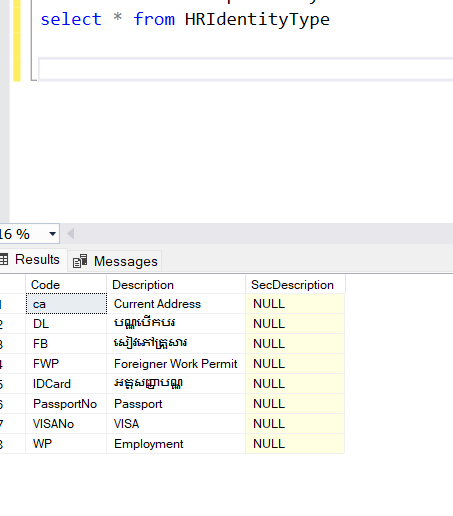 select * from HRIdentityType
16 %
Results Messages
Code Description SecDescription
ca Current Address NULL
2 DL បណ្ណបើកបរ NULL
3 FB សៀវភៅគ្រួសារ NULL
4 FWP Foreigner Work Permit NULL
5 IDCard អត្តសញ្ញាបណ្ណ NULL
6 PassportNo Passport NULL
7 VISANo VISA NULL
8 WP Employment NULL